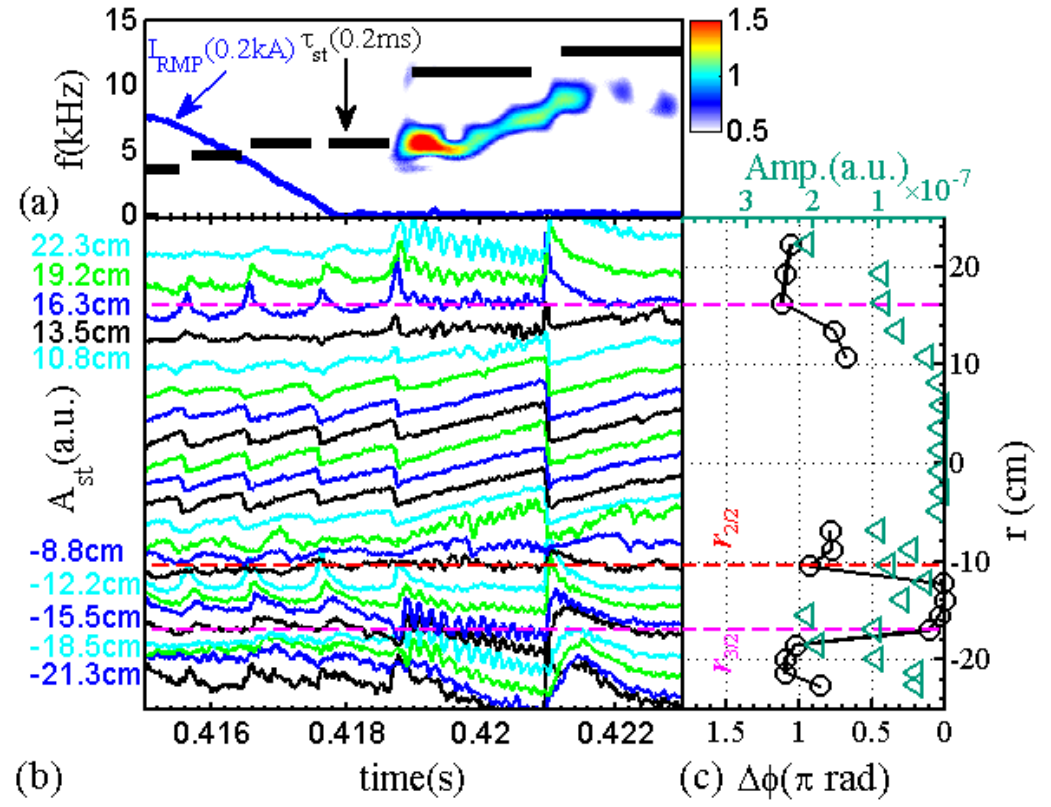 15
10
5
0
f(kHz)
I_RMP(0.2kA)
τ_st(0.2ms)
1.5
1
0.5
(a)
Amp.(a.u.)
×10^-7
3 2 1
22.3cm
19.2cm
16.3cm
13.5cm
10.8cm
A_st(a.u.)
-8.8cm
-12.2cm
-15.5cm
-18.5cm
-21.3cm
r_2/2
r_3/2
20
10
0
-10
-20
r (cm)
0.416 0.418 0.42 0.422
1.5 1 0
(b) time(s) (c) Δϕ(π rad)